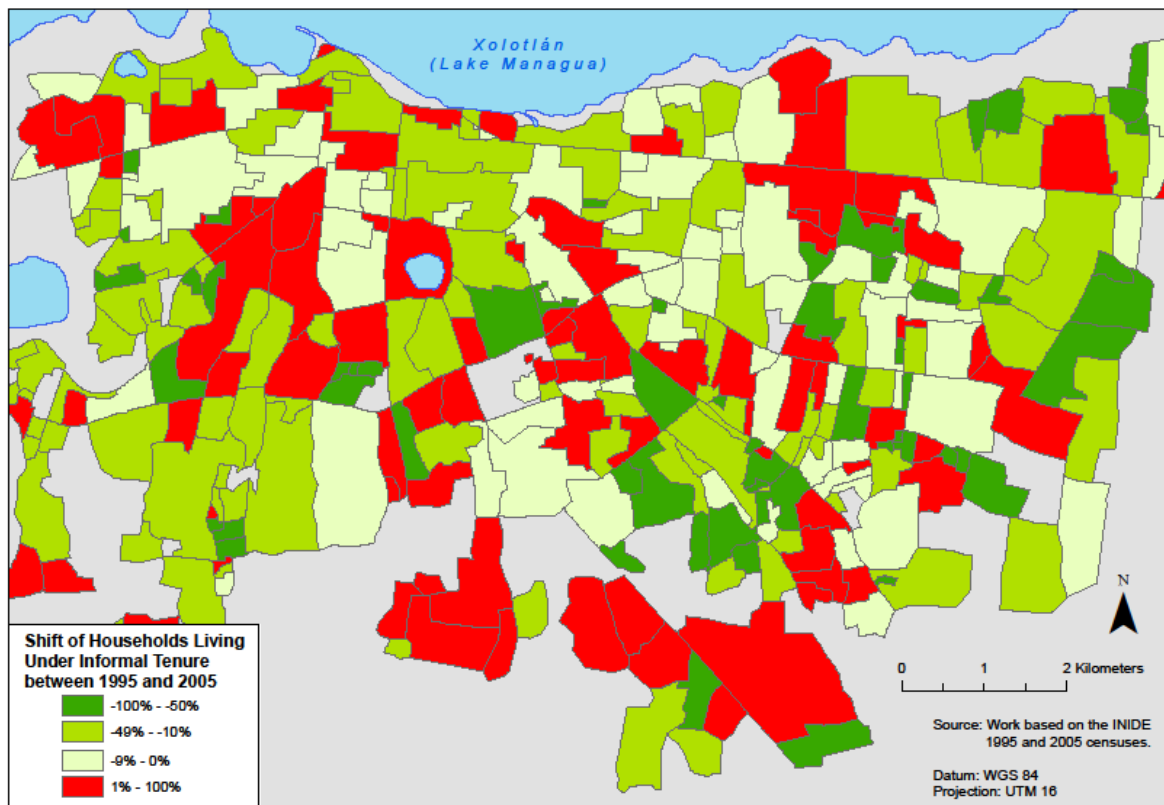 Xolotlán
(Lake Managua)
N
0 1 2 Kilometers
Shift of Households Living
Under Informal Tenure
between 1995 and 2005
-100% - -50%
-49% - -10%
-9% - 0%
1% - 100%
Source: Work based on the INIDE
1995 and 2005 censuses.
Datum: WGS 84
Projection: UTM 16